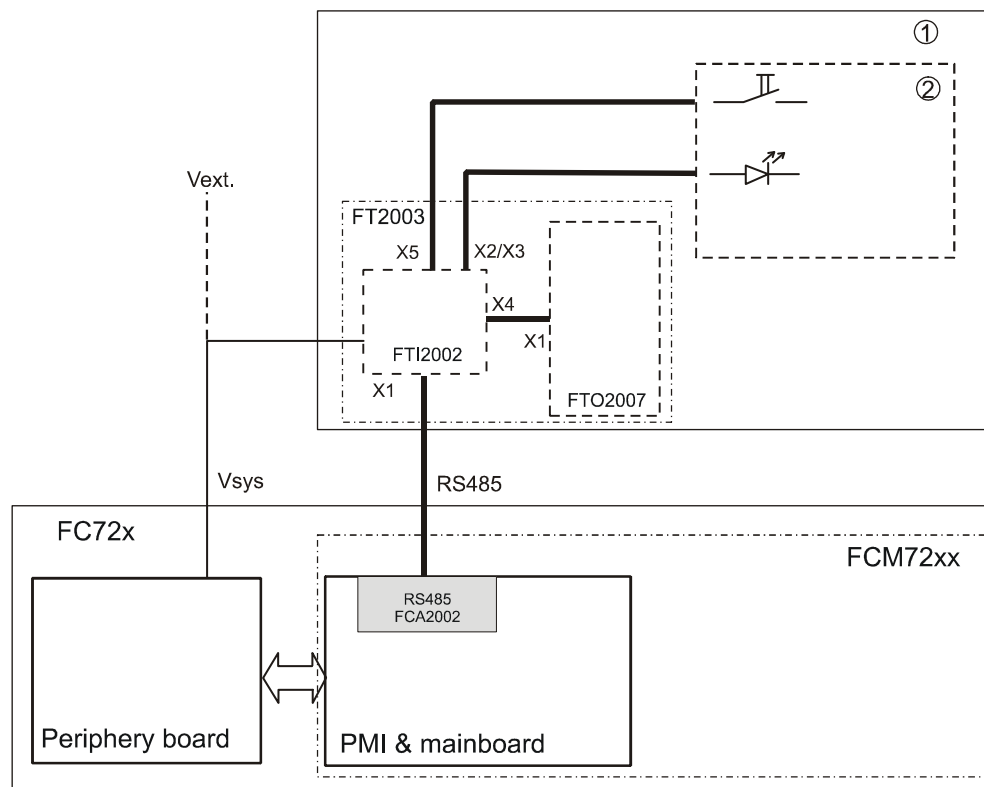 ①
②
Vext.
FT2003
X5
X2/X3
X4
X1
FTI2002
X1
FTO2007
Vsys
RS485
FC72x
FCM72xx
RS485
FCA2002
Periphery board
PMI & mainboard